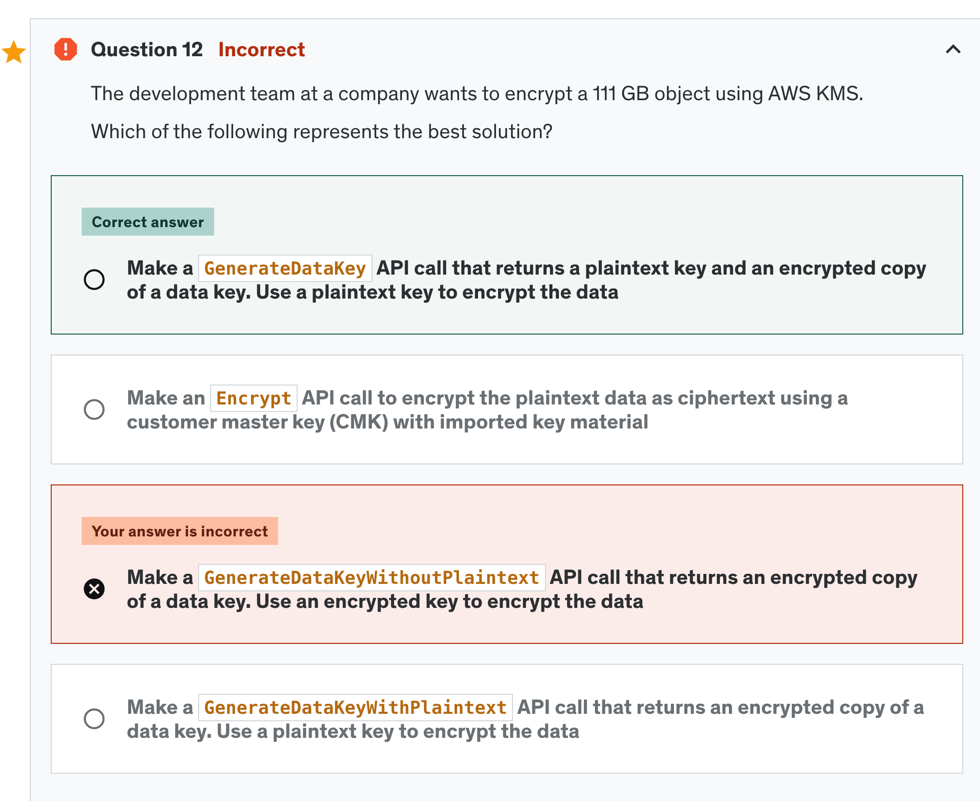 Question 12 Incorrect
The development team at a company wants to encrypt a 111 GB object using AWS KMS.
Which of the following represents the best solution?
Correct answer
Make a GenerateDataKey API call that returns a plaintext key and an encrypted copy
of a data key. Use a plaintext key to encrypt the data
Make an Encrypt API call to encrypt the plaintext data as ciphertext using a
customer master key (CMK) with imported key material
Your answer is incorrect
Make a GenerateDataKeyWithoutPlaintext API call that returns an encrypted copy
of a data key. Use an encrypted key to encrypt the data
Make a GenerateDataKeyWithPlaintext API call that returns an encrypted copy of a
data key. Use a plaintext key to encrypt the data